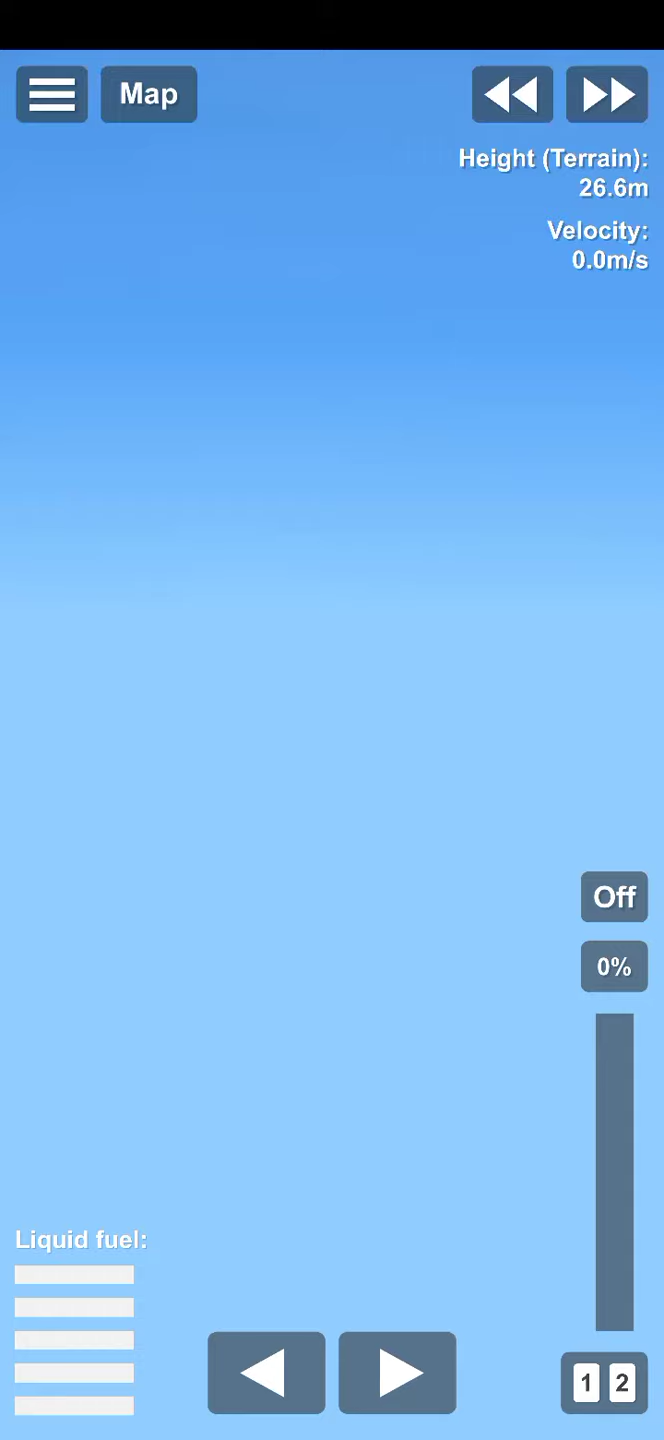 Map
Height (Terrain):
26.6m
Velocity:
0.0m/s
Off
0%
Liquid fuel:
1 2